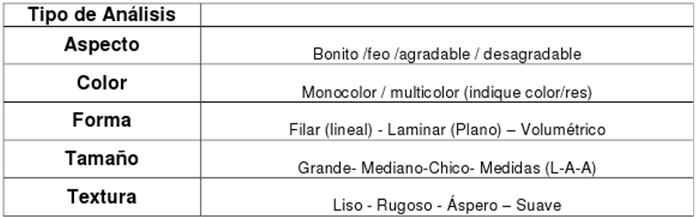 Tipo de Análisis
Aspecto Bonito /feo /agradable / desagradable
Color Monocolor / multicolor (indique color/res)
Forma Filar (lineal) - Laminar (Plano) – Volumétrico
Tamaño Grande- Mediano-Chico- Medidas (L-A-A)
Textura Liso - Rugoso - Áspero – Suave